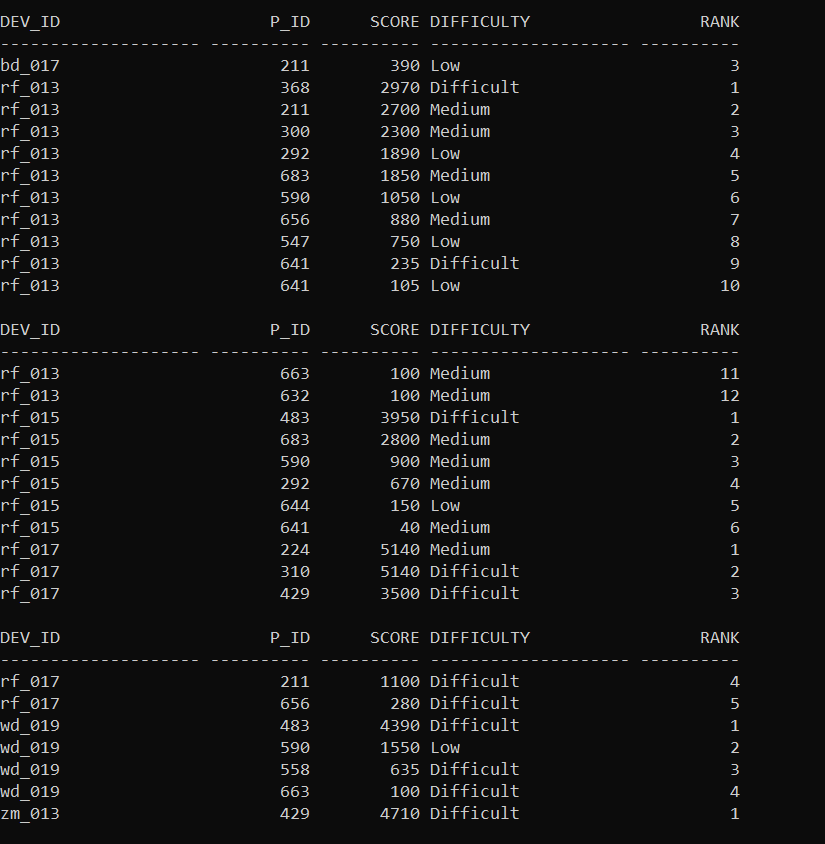 DEV_ID                     P_ID      SCORE DIFFICULTY                 RANK
-------------------- ---------- ---------- -------------------- ----------
bd_017                      211        390 Low                           3
rf_013                      368       2970 Difficult                     1
rf_013                      211       2700 Medium                        2
rf_013                      300       2300 Medium                        3
rf_013                      292       1890 Low                           4
rf_013                      683       1850 Medium                        5
rf_013                      590       1050 Low                           6
rf_013                      656        880 Medium                        7
rf_013                      547        750 Low                           8
rf_013                      641        235 Difficult                     9
rf_013                      641        105 Low                          10

DEV_ID                     P_ID      SCORE DIFFICULTY                 RANK
-------------------- ---------- ---------- -------------------- ----------
rf_013                      663        100 Medium                       11
rf_013                      632        100 Medium                       12
rf_015                      483       3950 Difficult                     1
rf_015                      683       2800 Medium                        2
rf_015                      590        900 Medium                        3
rf_015                      292        670 Medium                        4
rf_015                      644        150 Low                           5
rf_015                      641         40 Medium                        6
rf_017                      224       5140 Medium                        1
rf_017                      310       5140 Difficult                     2
rf_017                      429       3500 Difficult                     3

DEV_ID                     P_ID      SCORE DIFFICULTY                 RANK
-------------------- ---------- ---------- -------------------- ----------
rf_017                      211       1100 Difficult                     4
rf_017                      656        280 Difficult                     5
wd_019                      483       4390 Difficult                     1
wd_019                      590       1550 Low                           2
wd_019                      558        635 Difficult                     3
wd_019                      663        100 Difficult                     4
zm_013                      429       4710 Difficult                     1